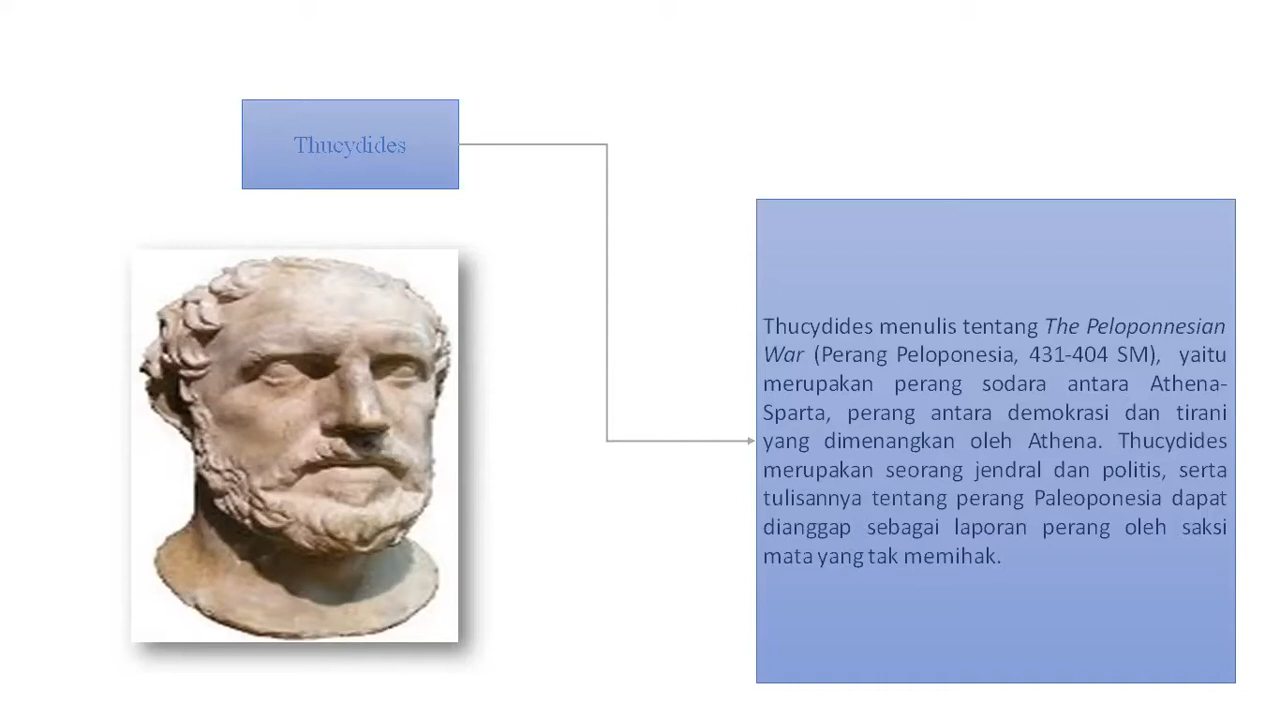 Thucydides
Thucydides menulis tentang The Peloponnesian
War (Perang Peloponesia, 431-404 SM), yaitu
merupakan perang sodara antara Athena-
Sparta, perang antara demokrasi dan tirani
yang dimenangkan oleh Athena. Thucydides
merupakan seorang jendral dan politis, serta
tulisannya tentang perang Paleoponesia dapat
dianggap sebagai laporan perang oleh saksi
mata yang tak memihak.